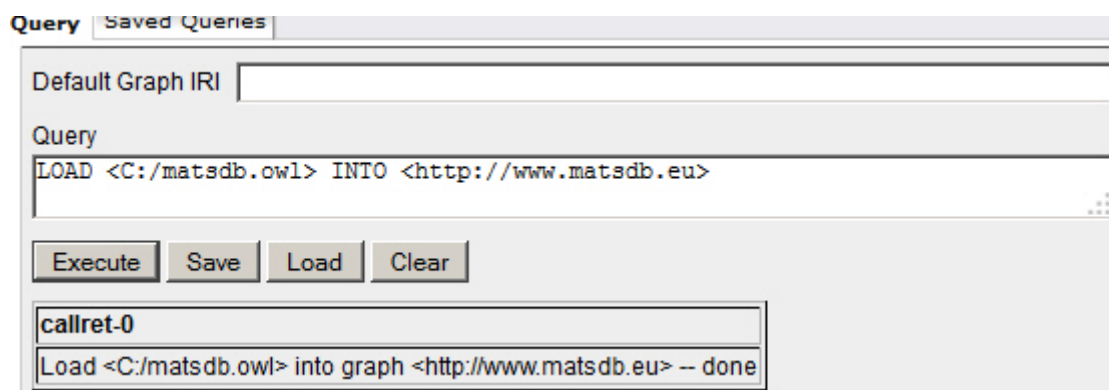 Query Saved Queries
Default Graph IRI
Query
LOAD <C:/matsdb.owl> INTO <http://www.matsdb.eu>
Execute Save Load Clear
callret-0
Load <C:/matsdb.owl> into graph <http://www.matsdb.eu> -- done